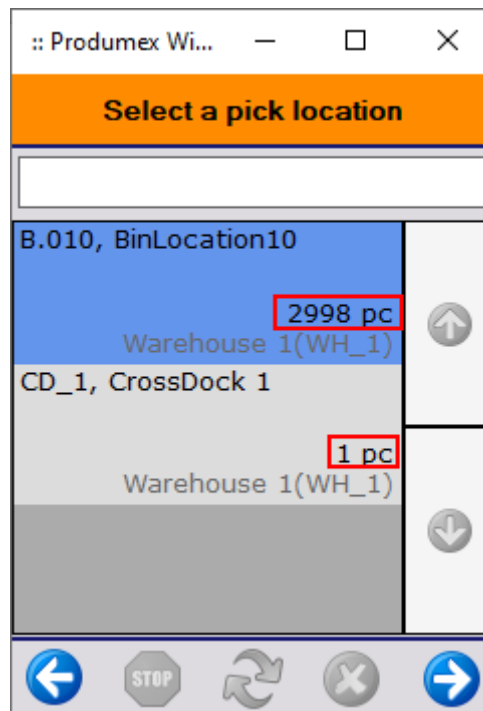 :: Produmex Wi...
Select a pick location
B.010, BinLocation10
2998 pc
Warehouse 1(WH_1)
CD_1, CrossDock 1
1 pc
Warehouse 1(WH_1)
STOP